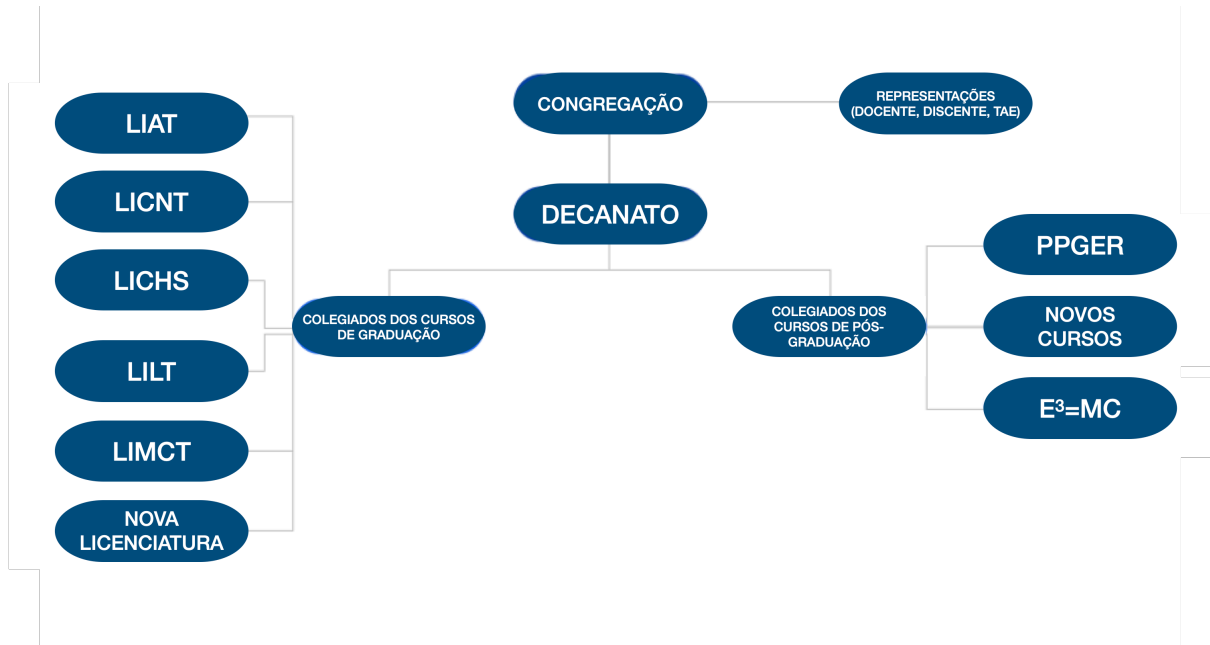 CONGREGAÇÃO
REPRESENTAÇÕES
(DOCENTE, DISCENTE, TAE)
DECANATO
COLEGIADOS DOS CURSOS
DE GRADUAÇÃO
LIAT
LICNT
LICHS
LILT
LIMCT
NOVA
LICENCIATURA
COLEGIADOS DOS
CURSOS DE PÓS-
GRADUAÇÃO
PPGER
NOVOS
CURSOS
E³=MC